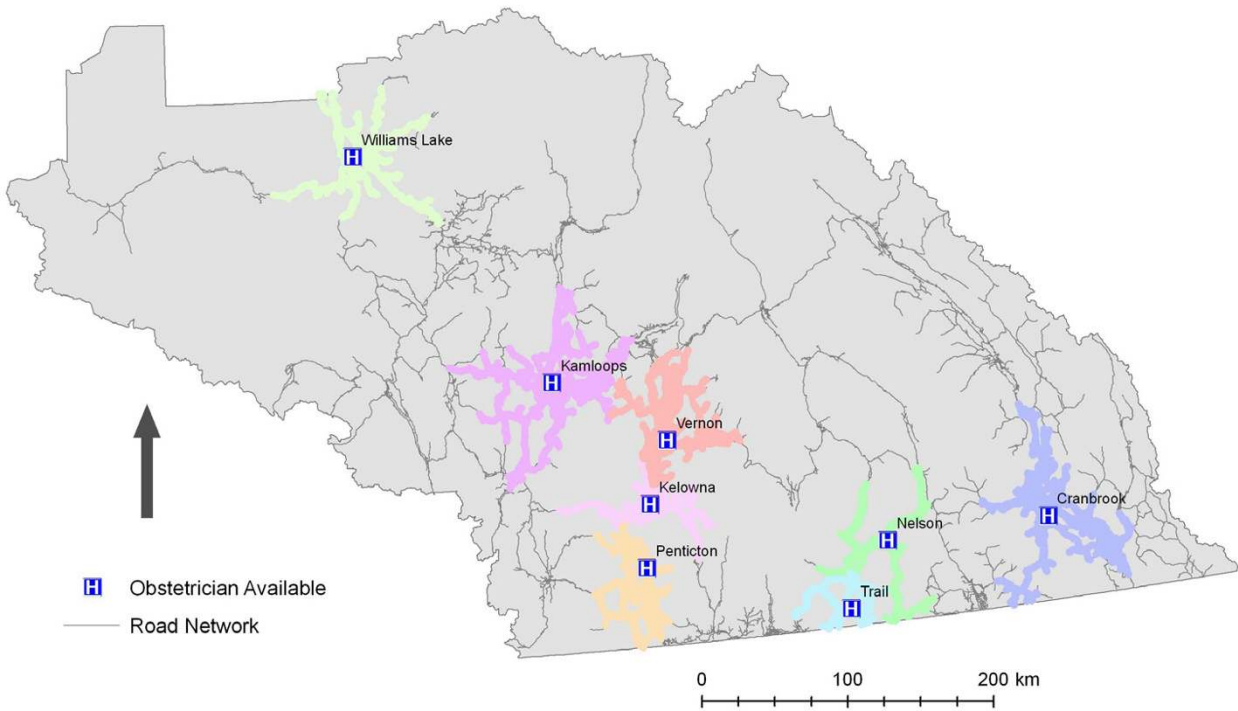 Williams Lake
H
Kamloops
H
Vernon
H
Kelowna
H
Cranbrook
H
Nelson
H
Penticton
H
Trail
H
H Obstetrician Available
Road Network
0 100 200 km